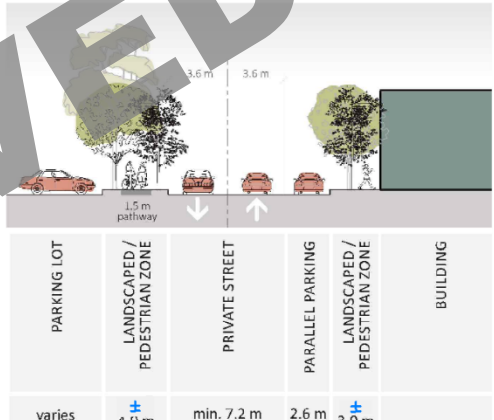 VED
3.6 m
3.6 m
1.5 m
pathway
PARKING LOT
LANDSCAPED /
PEDESTRIAN ZONE
PRIVATE STREET
PARALLEL PARKING
LANDSCAPED /
PEDESTRIAN ZONE
BUILDING
varies
±
min. 7.2 m
2.6 m
±